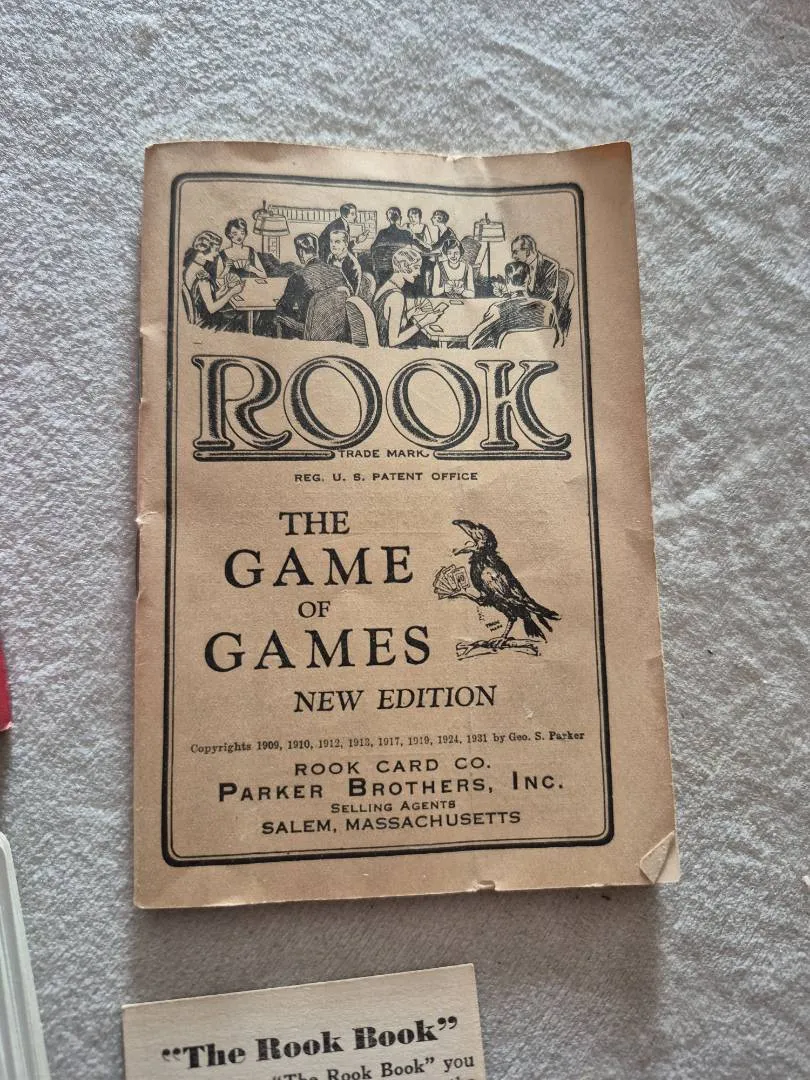 ROOK
TRADE MARK
REG. U. S. PATENT OFFICE
THE
GAME
OF
GAMES
NEW EDITION
Copyrights 1909, 1910, 1912, 1913, 1917, 1919, 1924, 1931 by Geo. S. Parker
ROOK CARD CO.
PARKER BROTHERS, INC.
SELLING AGENTS
SALEM, MASSACHUSETTS
“The Rook Book”
“The Rook Book” you